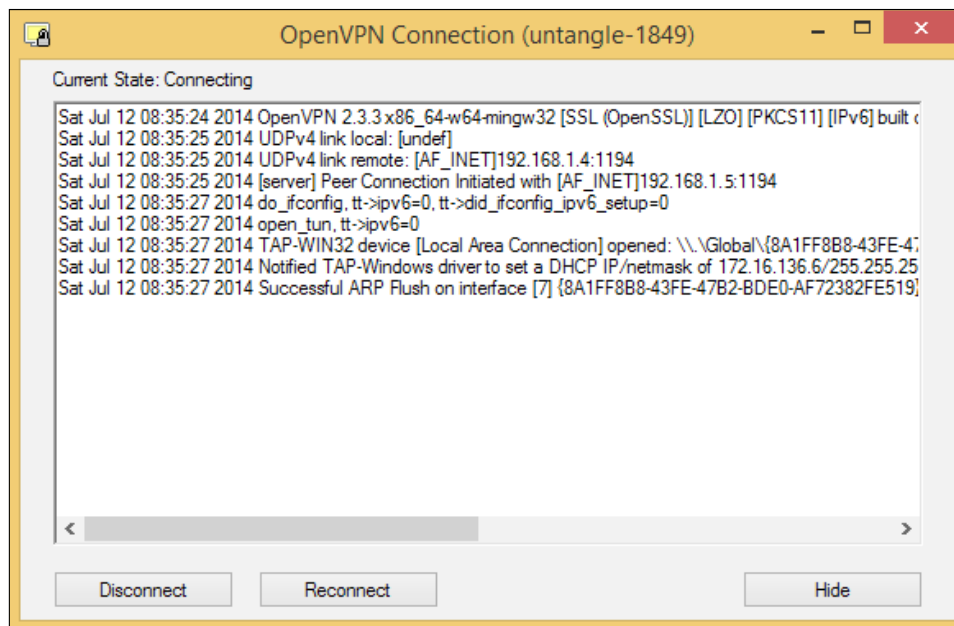 OpenVPN Connection (untangle-1849)
Current State: Connecting
Sat Jul 12 08:35:24 2014 OpenVPN 2.3.3 x86_64-w64-mingw32 [SSL (OpenSSL)] [LZO] [PKCS11] [IPv6] built
Sat Jul 12 08:35:25 2014 UDPv4 link local: [undef]
Sat Jul 12 08:35:25 2014 UDPv4 link remote: [AF_INET]192.168.1.4:1194
Sat Jul 12 08:35:25 2014 [server] Peer Connection Initiated with [AF_INET]192.168.1.5:1194
Sat Jul 12 08:35:27 2014 do_ifconfig, tt->ipv6=0, tt->did_ifconfig_ipv6_setup=0
Sat Jul 12 08:35:27 2014 open_tun, tt->ipv6=0
Sat Jul 12 08:35:27 2014 TAP-WIN32 device [Local Area Connection] opened: \\.\Global\{8A1FF8B8-43FE-47
Sat Jul 12 08:35:27 2014 Notified TAP-Windows driver to set a DHCP IP/netmask of 172.16.136.6/255.255.25
Sat Jul 12 08:35:27 2014 Successful ARP Flush on interface [7] {8A1FF8B8-43FE-47B2-BDE0-AF72382FE519}
Disconnect
Reconnect
Hide